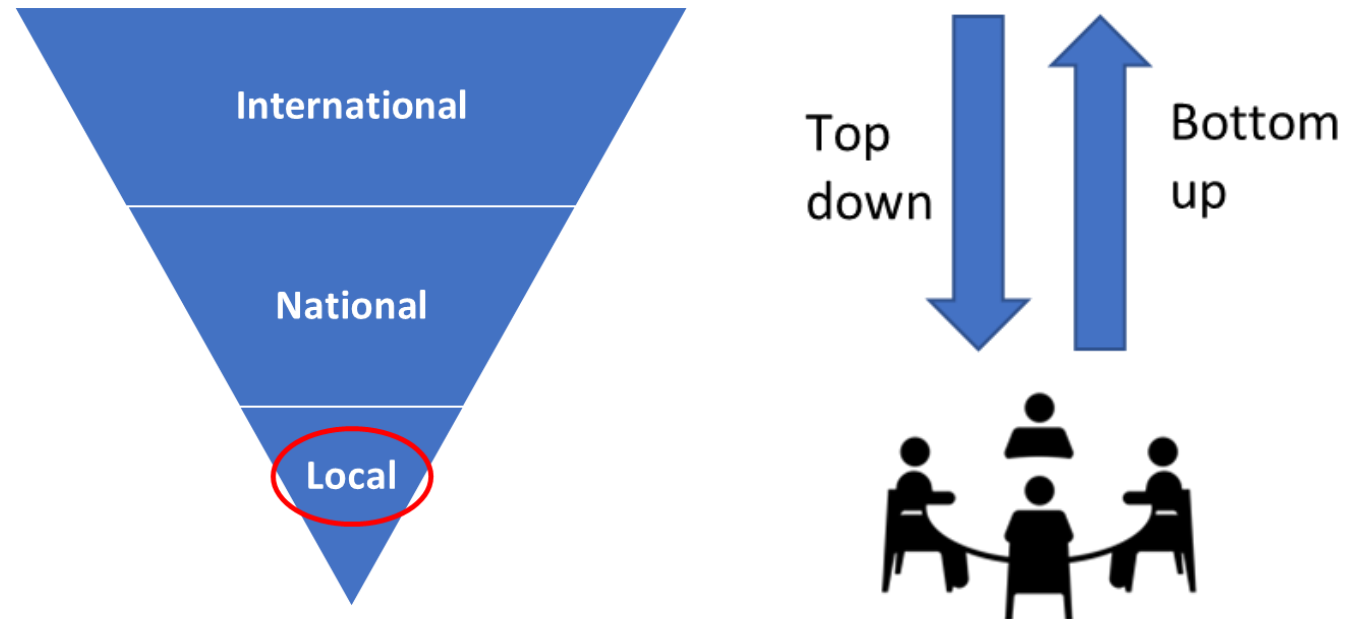 International
National
Local
Top
down
Bottom
up